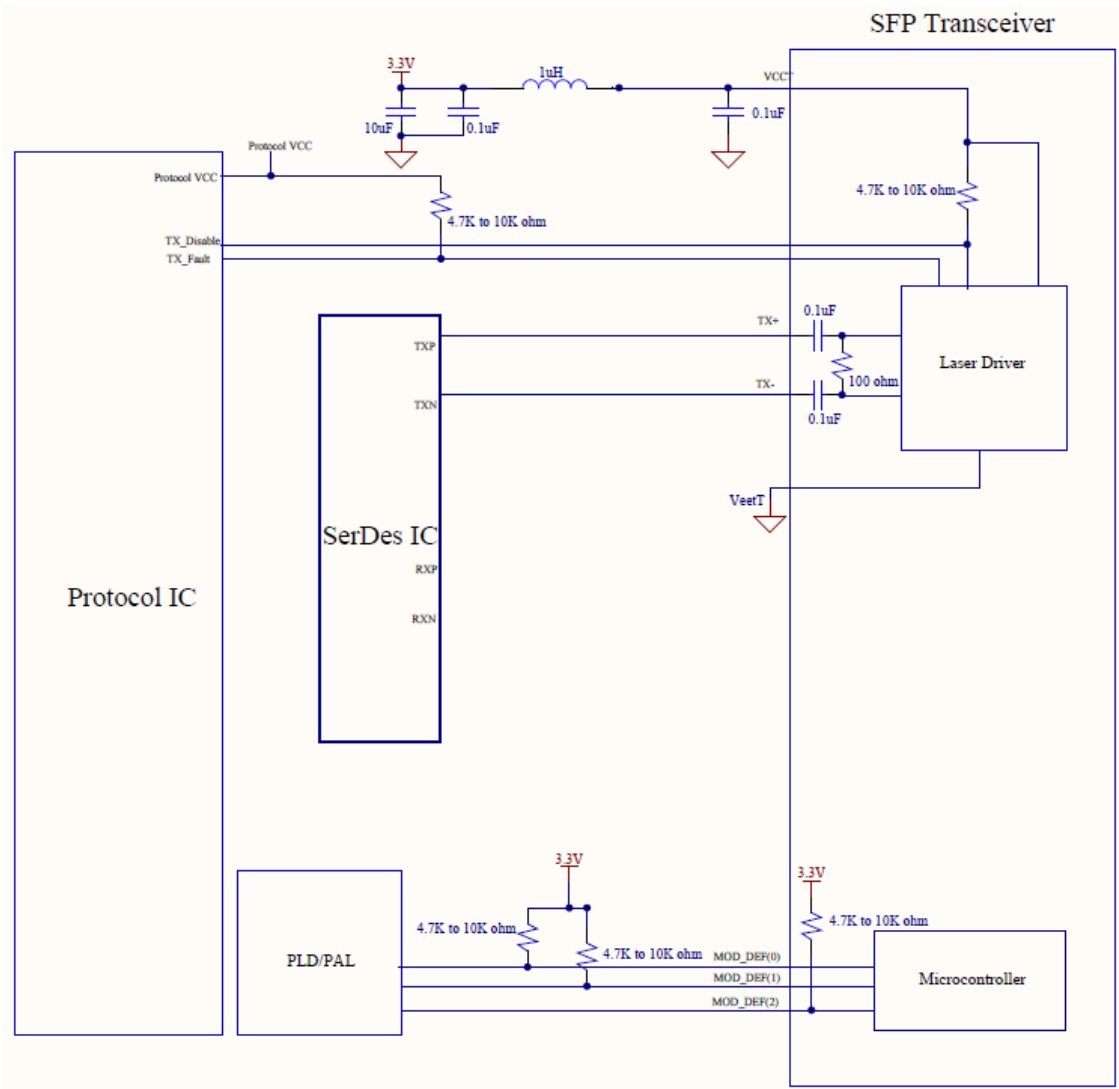 SFP Transceiver
3.3V
1uH
VCCT
10uF
0.1uF
0.1uF
Protocol VCC
Protocol VCC
4.7K to 10K ohm
4.7K to 10K ohm
TX_Disable
TX_Fault
0.1uF
TX+
TXP
Laser Driver
100 ohm
TX-
TXN
0.1uF
VeetT
SerDes IC
RXP
Protocol IC
RXN
3.3V
3.3V
4.7K to 10K ohm
4.7K to 10K ohm
4.7K to 10K ohm
PLD/PAL
MOD_DEF(0)
MOD_DEF(1)
Microcontroller
MOD_DEF(2)